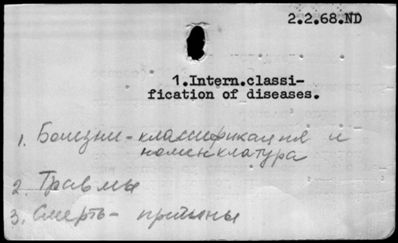 2.2.68.ND
1.Intern.classi-
fication of diseases.
1. Болезни - классификация и
номенклатура
2. Травмы
3. Смерть - причины